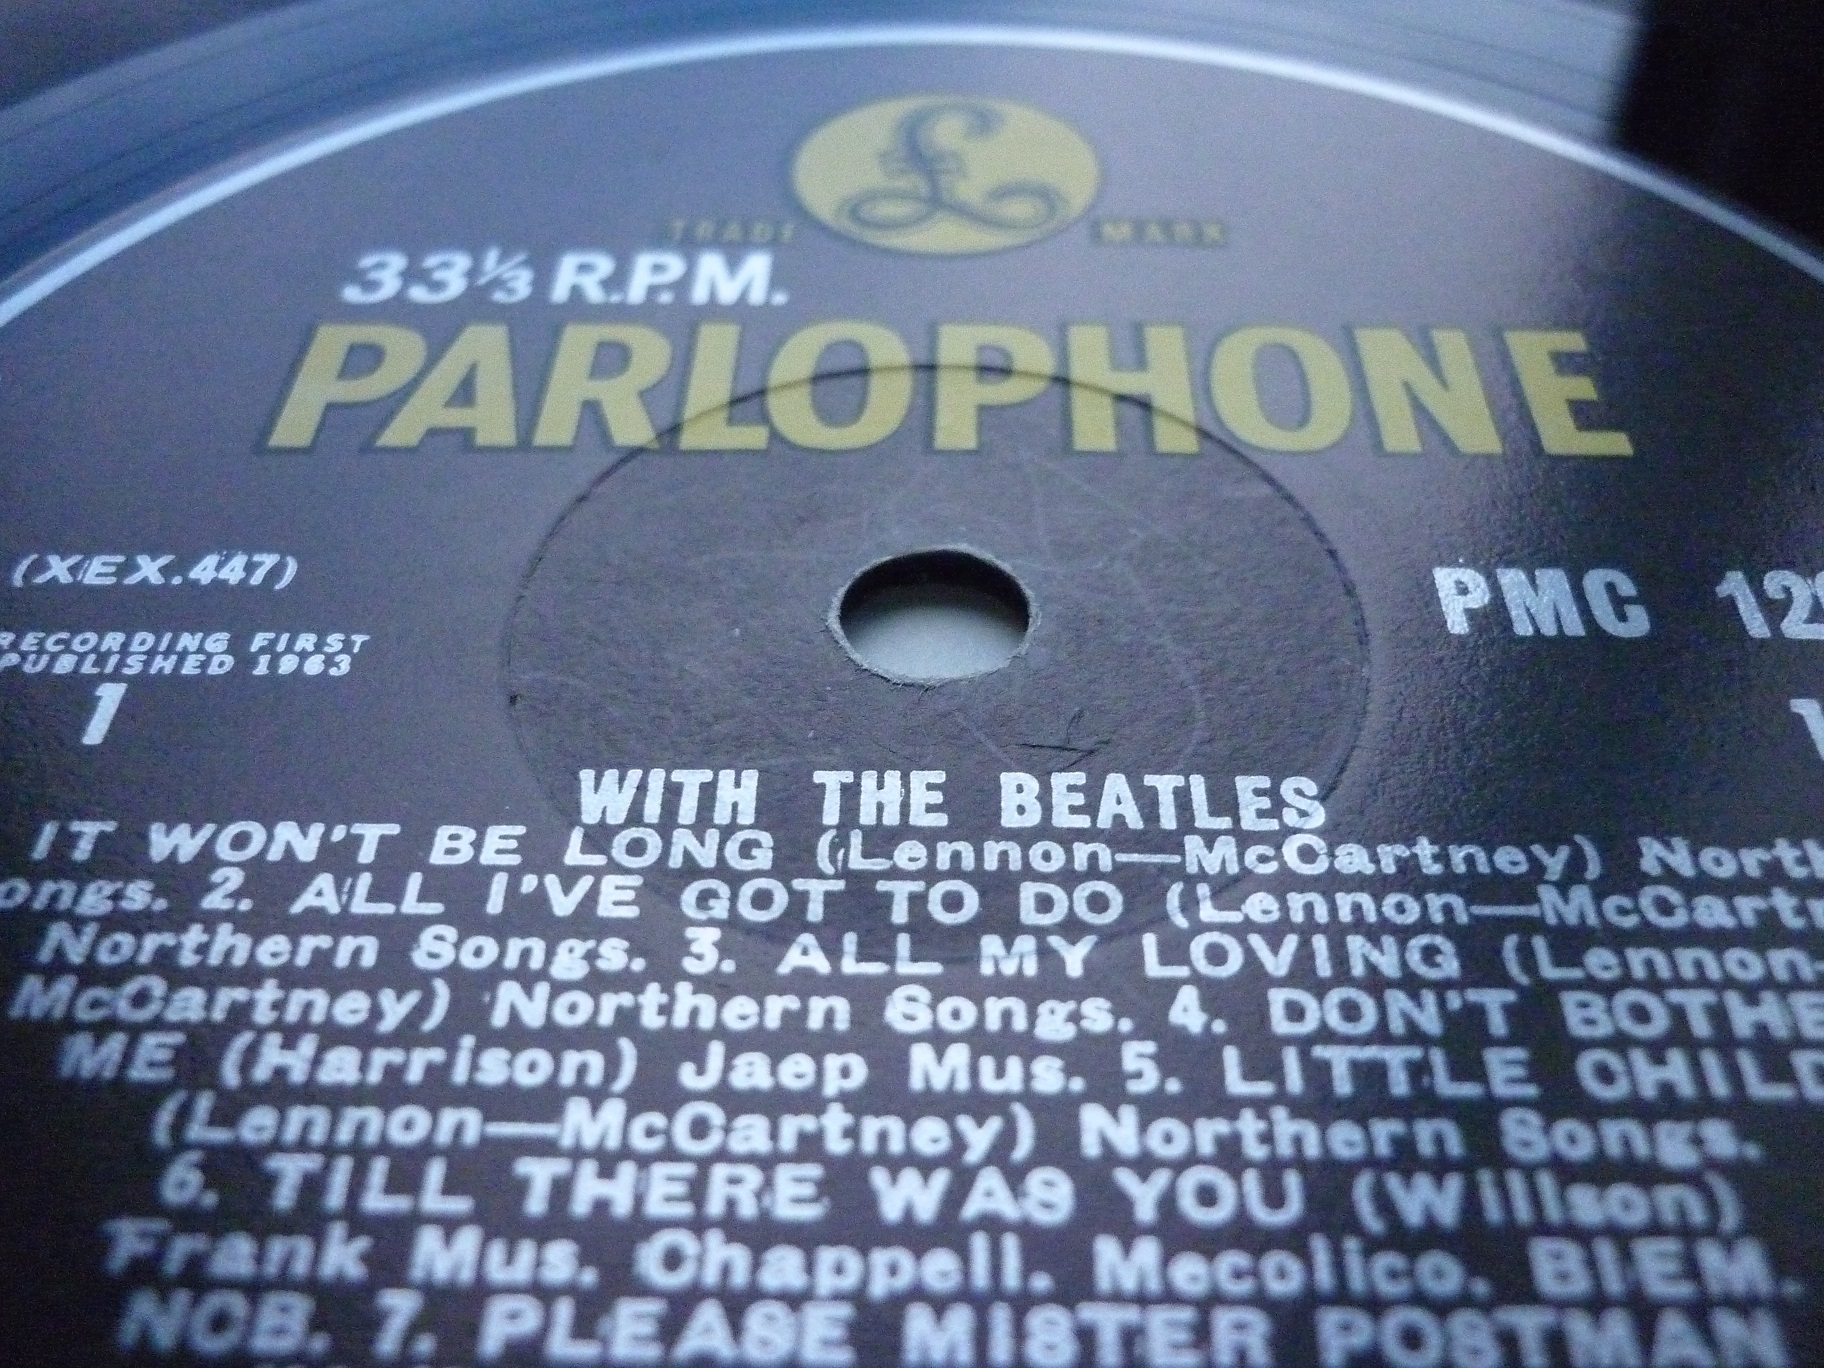 £
TRADE MARK
33⅓ R.P.M.
PARLOPHONE
(XEX.447)
PMC
RECORDING FIRST
PUBLISHED 1963
1
WITH THE BEATLES
IT WON'T BE LONG (Lennon—McCartney)
2. ALL I'VE GOT TO DO (Lennon—
Northern Songs. 3. ALL MY LOVING (Lennon-
McCartney) Northern Songs. 4. DON'T
ME (Harrison) Jaep Mus. 5. LITTLE CHILD
(Lennon—McCartney) Northern Songs.
6. TILL THERE WAS YOU (Willson)
Frank Mus. Chappell. Mecolico. BIEM.
NCB. 7. PLEASE MISTER POSTMAN